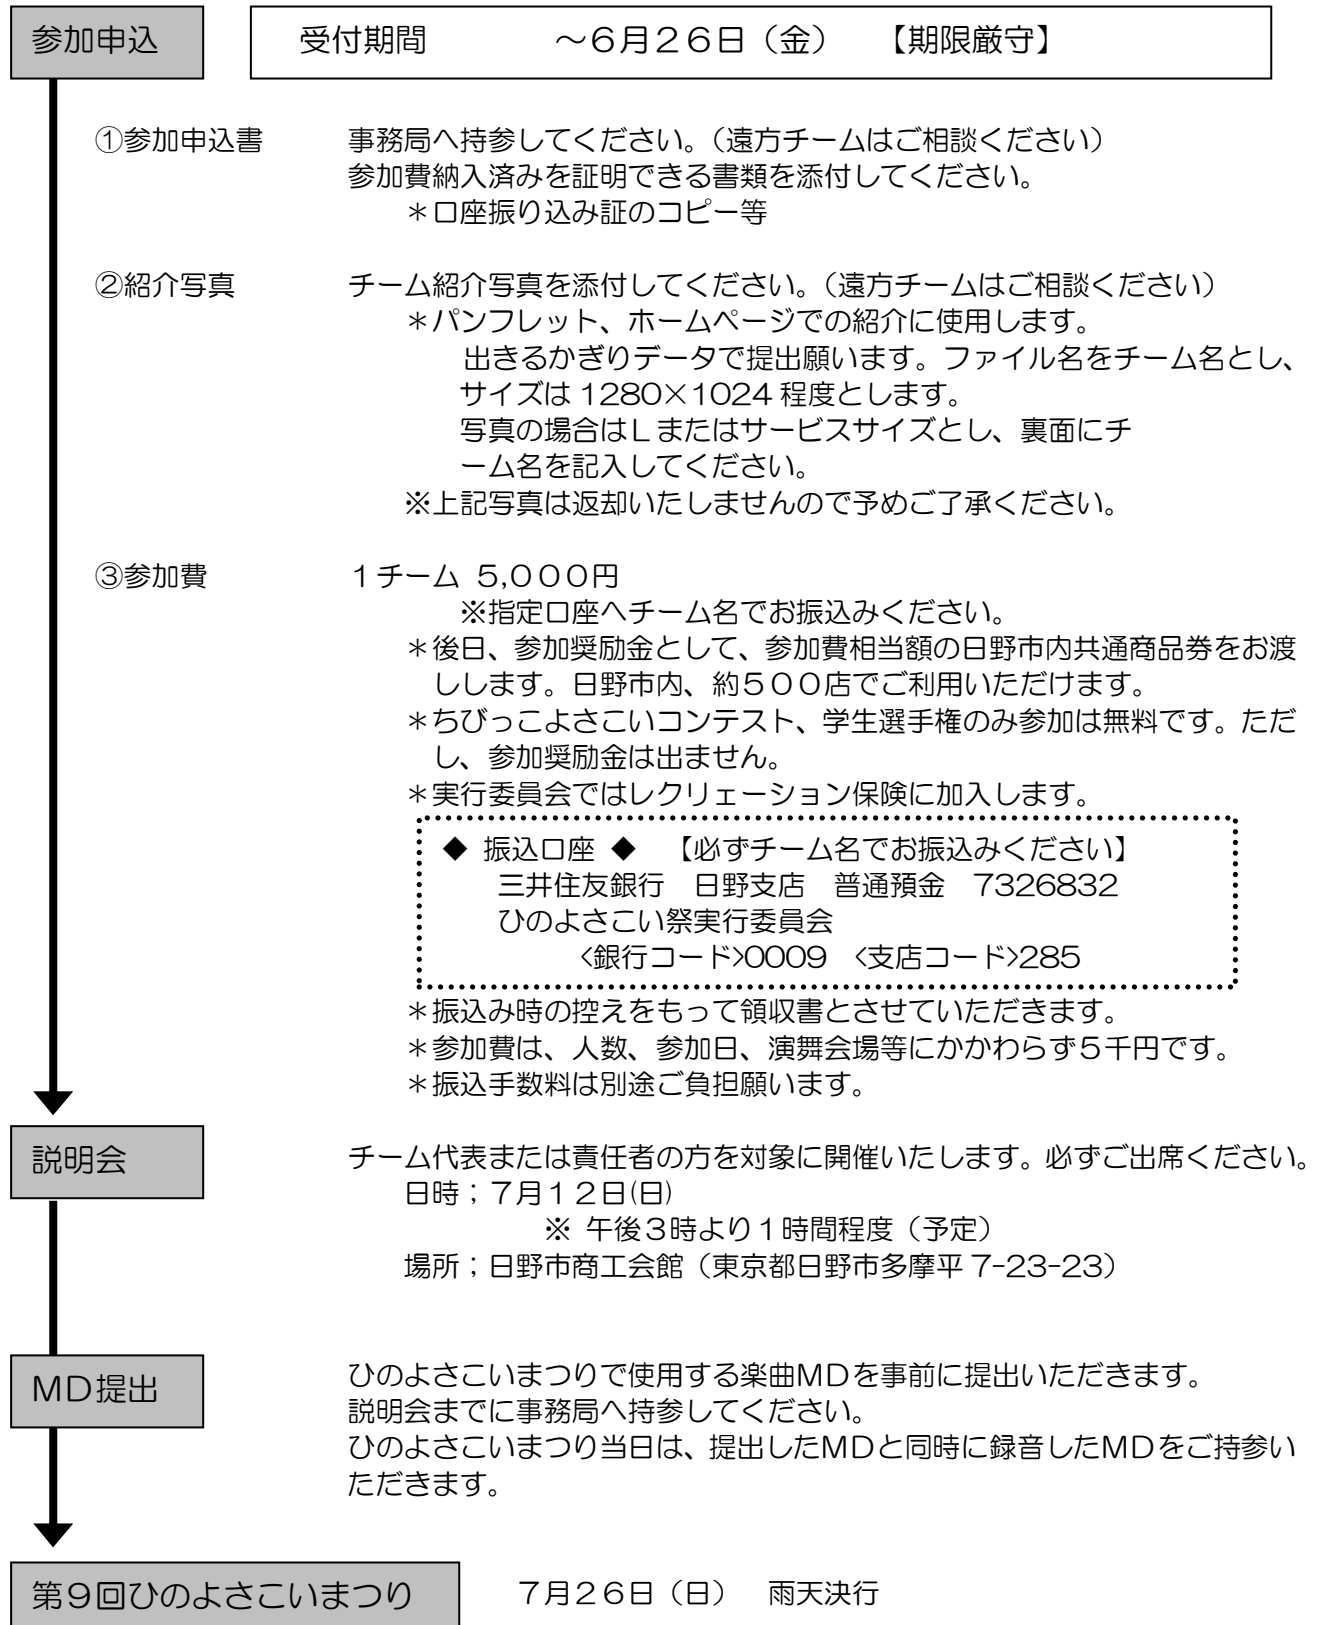 参加申込
受付期間　～６月２６日（金）　【期限厳守】
①参加申込書　事務局へ持参してください。（遠方チームはご相談ください）
参加費納入済みを証明できる書類を添付してください。
＊口座振り込み証のコピー等
②紹介写真　チーム紹介写真を添付してください。（遠方チームはご相談ください）
＊パンフレット、ホームページでの紹介に使用します。
出きるかぎりデータで提出願います。ファイル名をチーム名とし、
サイズは1280×1024程度とします。
写真の場合はＬまたはサービスサイズとし、裏面にチ
ーム名を記入してください。
※上記写真は返却いたしませんので予めご了承ください。
③参加費　１チーム 5,０００円
※指定口座へチーム名でお振込みください。
＊後日、参加奨励金として、参加費相当額の日野市内共通商品券をお渡
しします。日野市内、約５００店でご利用いただけます。
＊ちびっこよさこいコンテスト、学生選手権のみ参加は無料です。ただ
し、参加奨励金は出ません。
＊実行委員会ではレクリェーション保険に加入します。
◆ 振込口座 ◆　【必ずチーム名でお振込みください】
三井住友銀行　日野支店　普通預金　7326832
ひのよさこい祭実行委員会
<銀行コード>0009　<支店コード>285
＊振込み時の控えをもって領収書とさせていただきます。
＊参加費は、人数、参加日、演舞会場等にかかわらず５千円です。
＊振込手数料は別途ご負担願います。
説明会　チーム代表または責任者の方を対象に開催いたします。必ずご出席ください。
日時；７月１２日(日)
※ 午後３時より１時間程度（予定）
場所；日野市商工会館（東京都日野市多摩平7-23-23）
ＭＤ提出　ひのよさこいまつりで使用する楽曲ＭＤを事前に提出いただきます。
説明会までに事務局へ持参してください。
ひのよさこいまつり当日は、提出したＭＤと同時に録音したＭＤをご持参い
ただきます。
第９回ひのよさこいまつり　７月２６日（日）　雨天決行